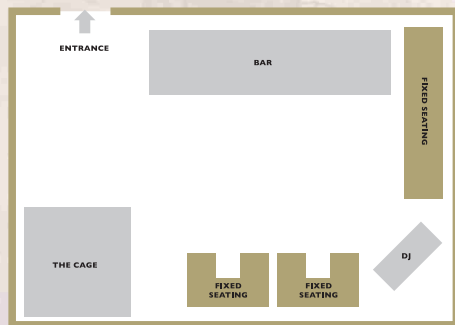 ENTRANCE
BAR
FIXED SEATING
THE CAGE
DJ
FIXED
SEATING
FIXED
SEATING